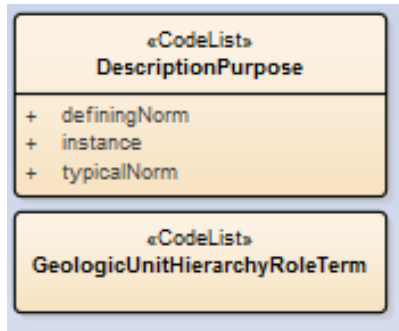 «CodeList»
DescriptionPurpose
+ definingNorm
+ instance
+ typicalNorm
«CodeList»
GeologicUnitHierarchyRoleTerm